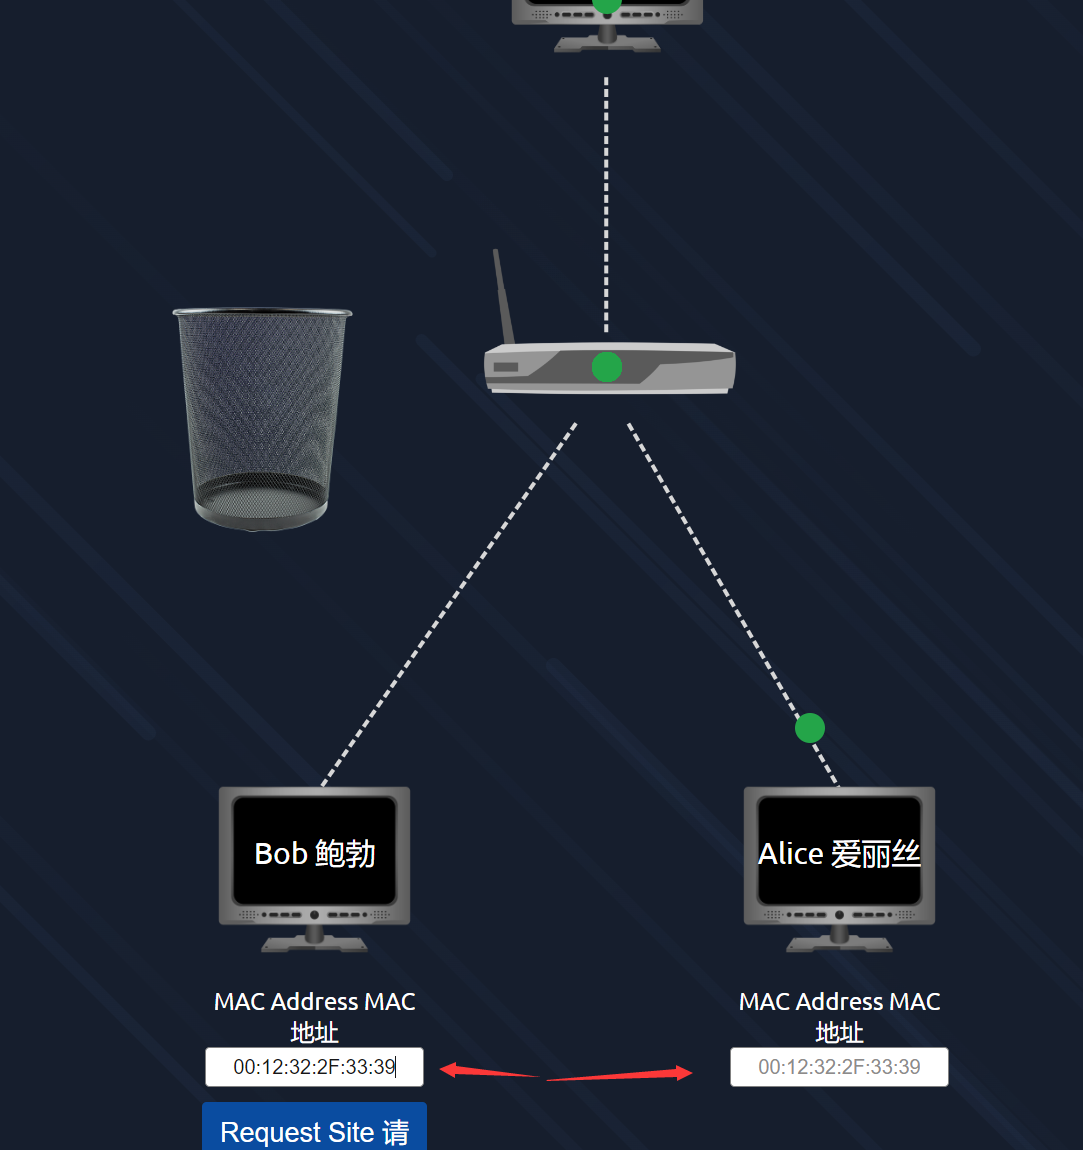 Bob 鲍勃
Alice 爱丽丝
MAC Address MAC
地址
MAC Address MAC
地址
00:12:32:2F:33:39
00:12:32:2F:33:39
Request Site 请